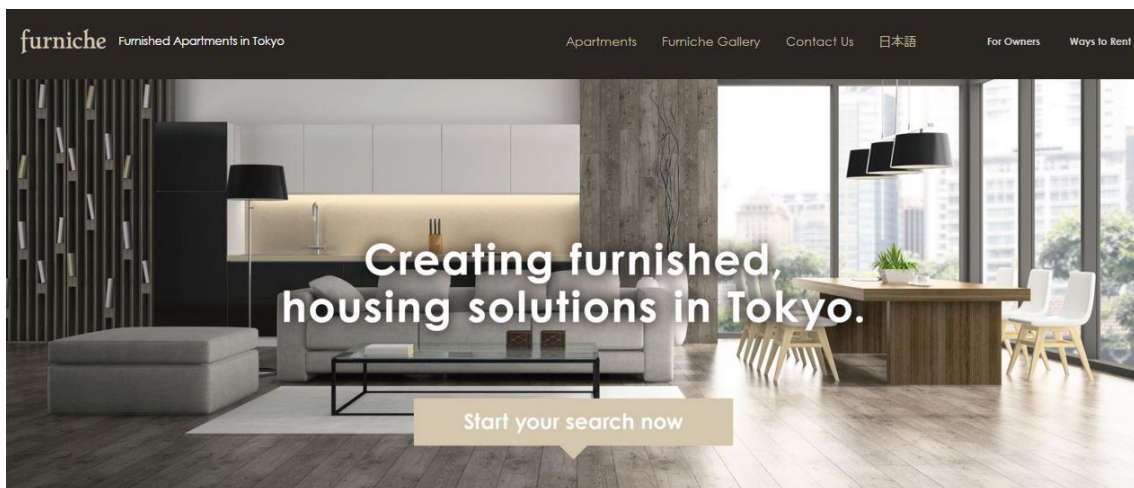 furniche Furnished Apartments in Tokyo Apartments Furniche Gallery Contact Us 日本語 For Owners Ways to Rent
Creating furnished,
housing solutions in Tokyo.
Start your search now